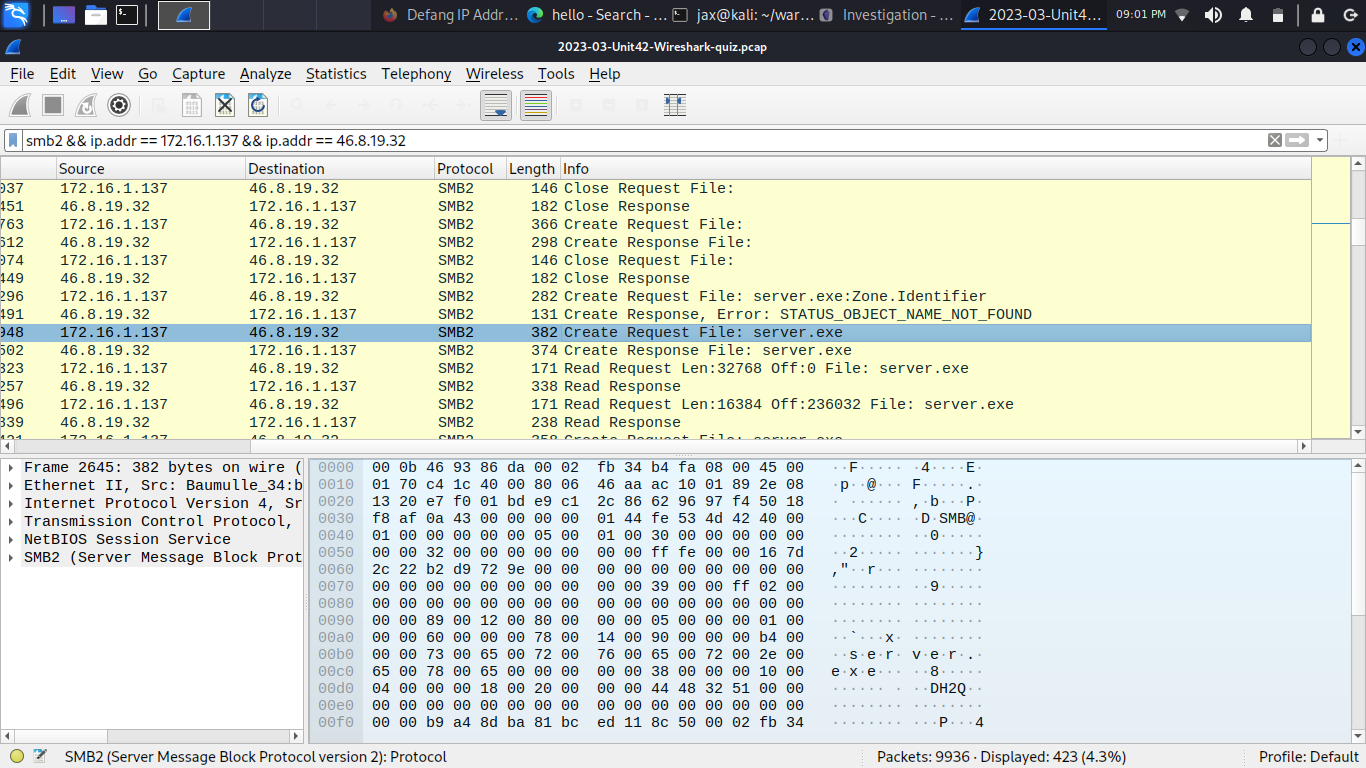 Defang IP Addr… hello - Search - … jax@kali: ~/war… Investigation - … 2023-03-Unit4… 09:01 PM
2023-03-Unit42-Wireshark-quiz.pcap
File Edit View Go Capture Analyze Statistics Telephony Wireless Tools Help
smb2 && ip.addr == 172.16.1.137 && ip.addr == 46.8.19.32
Source Destination Protocol Length Info
037 172.16.1.137 46.8.19.32 SMB2 146 Close Request File:
451 46.8.19.32 172.16.1.137 SMB2 182 Close Response
763 172.16.1.137 46.8.19.32 SMB2 366 Create Request File:
612 46.8.19.32 172.16.1.137 SMB2 298 Create Response File:
074 172.16.1.137 46.8.19.32 SMB2 146 Close Request File:
449 46.8.19.32 172.16.1.137 SMB2 182 Close Response
296 172.16.1.137 46.8.19.32 SMB2 282 Create Request File: server.exe:Zone.Identifier
491 46.8.19.32 172.16.1.137 SMB2 131 Create Response, Error: STATUS_OBJECT_NAME_NOT_FOUND
948 172.16.1.137 46.8.19.32 SMB2 382 Create Request File: server.exe
502 46.8.19.32 172.16.1.137 SMB2 374 Create Response File: server.exe
323 172.16.1.137 46.8.19.32 SMB2 171 Read Request Len:32768 Off:0 File: server.exe
257 46.8.19.32 172.16.1.137 SMB2 338 Read Response
496 172.16.1.137 46.8.19.32 SMB2 171 Read Request Len:16384 Off:236032 File: server.exe
339 46.8.19.32 172.16.1.137 SMB2 238 Read Response
172.16.1.137 46.8.19.32 SMB2 358 Create Request File: server.exe
Frame 2645: 382 bytes on wire (
Ethernet II, Src: Baumulle_34:b
Internet Protocol Version 4, Sr
Transmission Control Protocol,
NetBIOS Session Service
SMB2 (Server Message Block Prot
0000 00 0b 46 93 86 da 00 02 fb 34 b4 fa 08 00 45 00 ··F····· ·4····E·
0010 01 70 c4 1c 40 00 80 06 46 aa ac 10 01 89 2e 08 ·p··@··· F·····.·
0020 13 20 e7 f0 01 bd e9 c1 2c 86 62 96 97 f4 50 18 · ······ ,·b···P·
0030 f8 af 0a 43 00 00 00 00 01 44 fe 53 4d 42 40 00 ···C···· ·D·SMB@·
0040 01 00 00 00 00 00 05 00 01 00 30 00 00 00 00 00 ········ ··0·····
0050 00 00 32 00 00 00 00 00 00 00 ff fe 00 00 16 7d ··2····· ·······}
0060 2c 22 b2 d9 72 9e 00 00 00 00 00 00 00 00 00 00 ,"··r··· ········
0070 00 00 00 00 00 00 00 00 00 00 39 00 00 00 ff 02 ········ ··9·····
0080 00 00 00 00 00 00 00 00 00 00 00 00 00 00 00 00 ········ ········
0090 00 00 89 00 12 00 80 00 00 00 05 00 00 00 01 00 ········ ········
00a0 00 00 60 00 00 00 78 00 14 00 90 00 00 00 b4 00 ··`···x· ········
00b0 00 00 73 00 65 00 72 00 76 00 65 00 72 00 2e 00 ··s·e·r· v·e·r·.·
00c0 65 00 78 00 65 00 00 00 00 00 38 00 00 00 10 00 e·x·e··· ··8·····
00d0 04 00 00 00 18 00 20 00 00 00 44 48 32 51 00 00 ······ · ··DH2Q··
00e0 00 00 00 00 00 00 00 00 00 00 00 00 00 00 00 00 ········ ········
00f0 00 00 b9 a4 8d ba 81 bc ed 11 8c 50 00 02 fb 34 ········ ···P···4
SMB2 (Server Message Block Protocol version 2): Protocol Packets: 9936 · Displayed: 423 (4.3%) Profile: Default